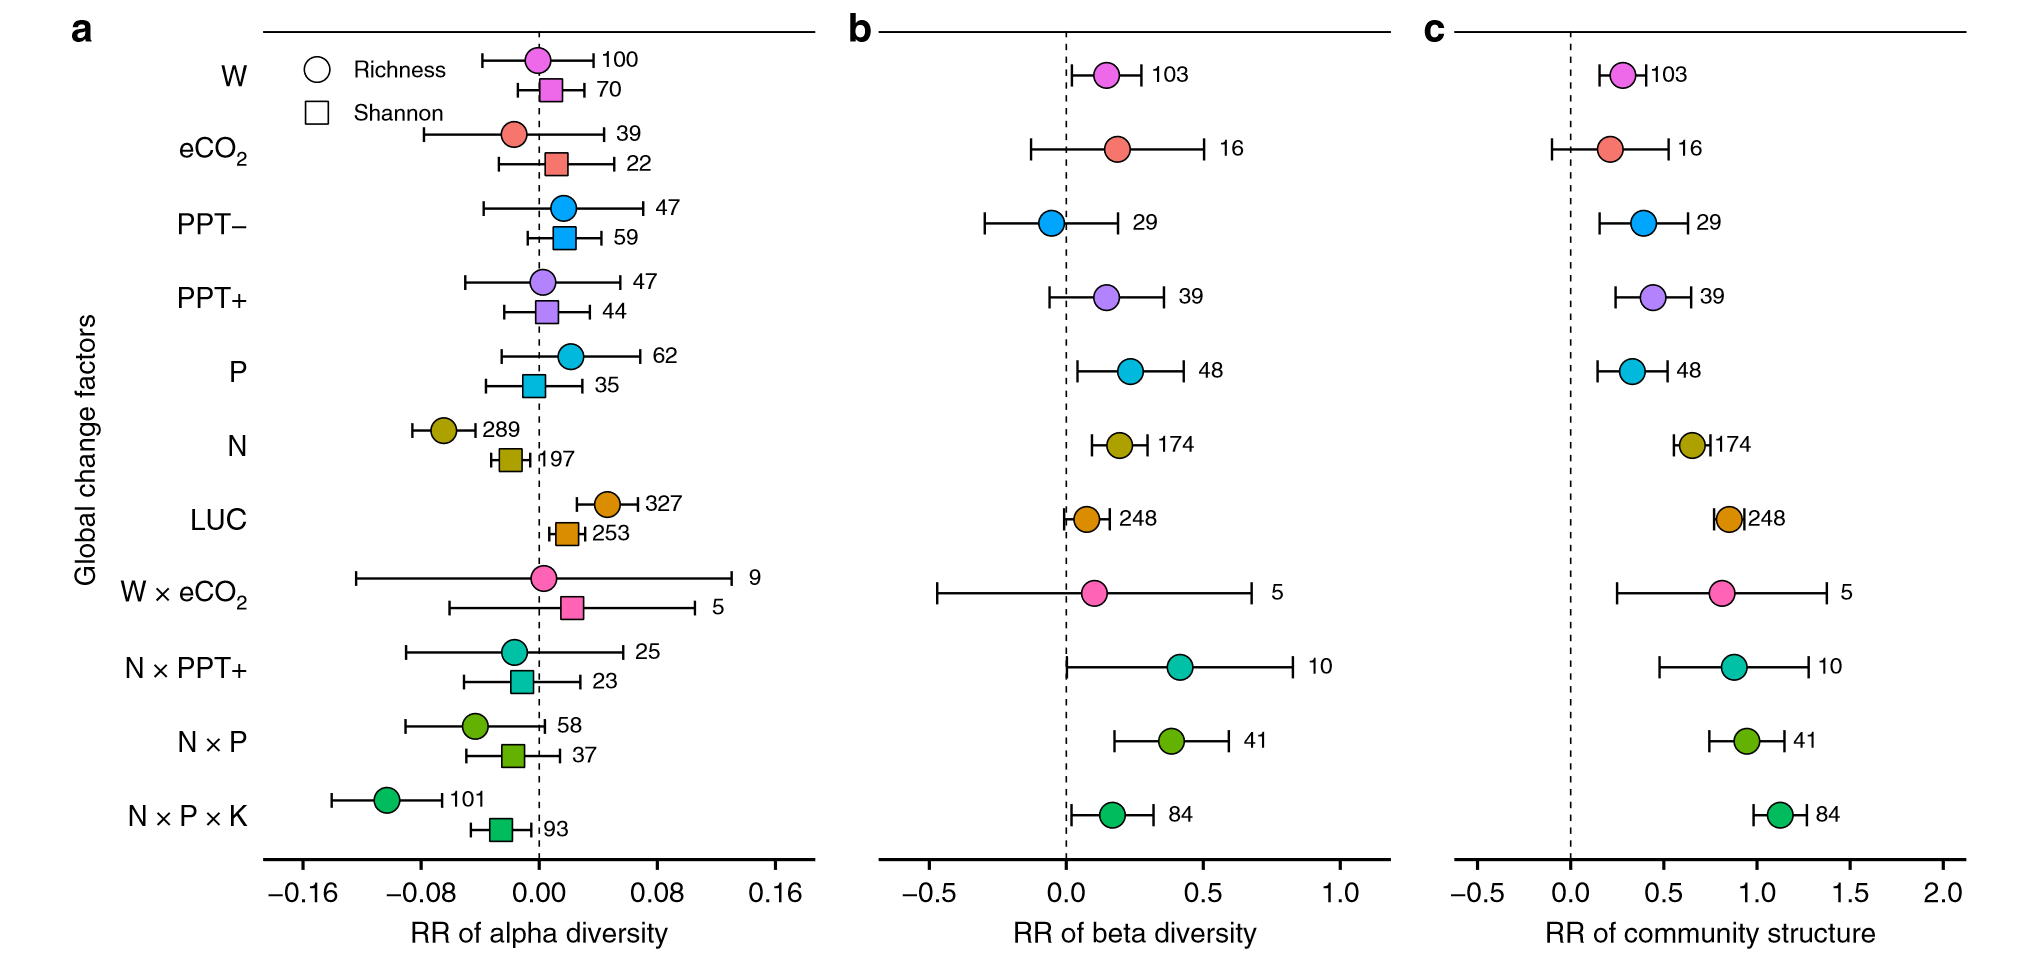 a
b
c
Richness
Shannon
Global change factors
W
100
70
103
103
eCO2
39
22
16
16
PPT−
47
59
29
29
PPT+
47
44
39
39
P
62
35
48
48
N
289
197
174
174
LUC
327
253
248
248
W × eCO2
9
5
5
5
N × PPT+
25
23
10
10
N × P
58
37
41
41
N × P × K
101
93
84
84
−0.16 −0.08 0.00 0.08 0.16
RR of alpha diversity
−0.5 0.0 0.5 1.0
RR of beta diversity
−0.5 0.0 0.5 1.0 1.5 2.0
RR of community structure